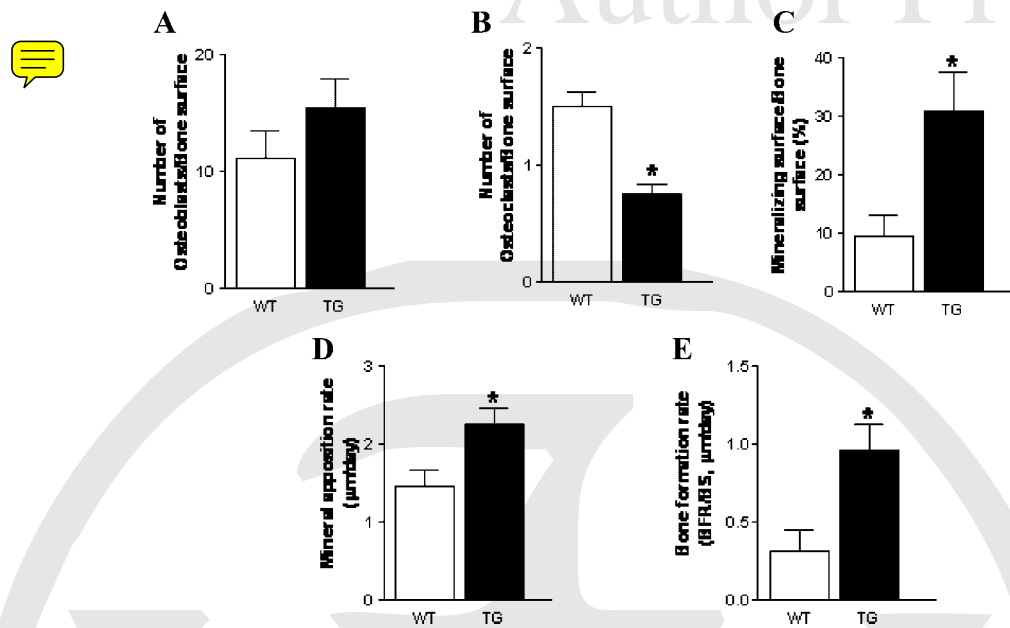 Author Pr
A
Number of
Osteoblasts/Bone surface
20
10
0
WT TG
B
Number of
Osteoclasts/Bone surface
2
1
0
*
WT TG
C
Mineralizing surface/Bone
surface (%)
40
30
20
10
0
*
WT TG
D
Mineral apposition rate
(µm/day)
3
2
1
0
*
WT TG
E
Bone formation rate
(BFR/BS, µm/day)
1.5
1.0
0.5
0.0
*
WT TG